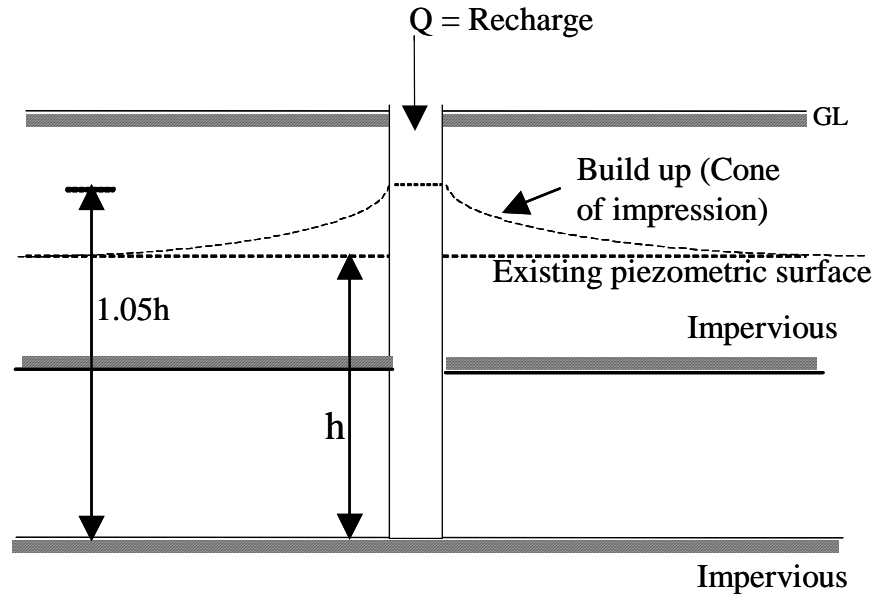 Q = Recharge
GL
Build up (Cone
of impression)
Existing piezometric surface
1.05h
Impervious
h
Impervious